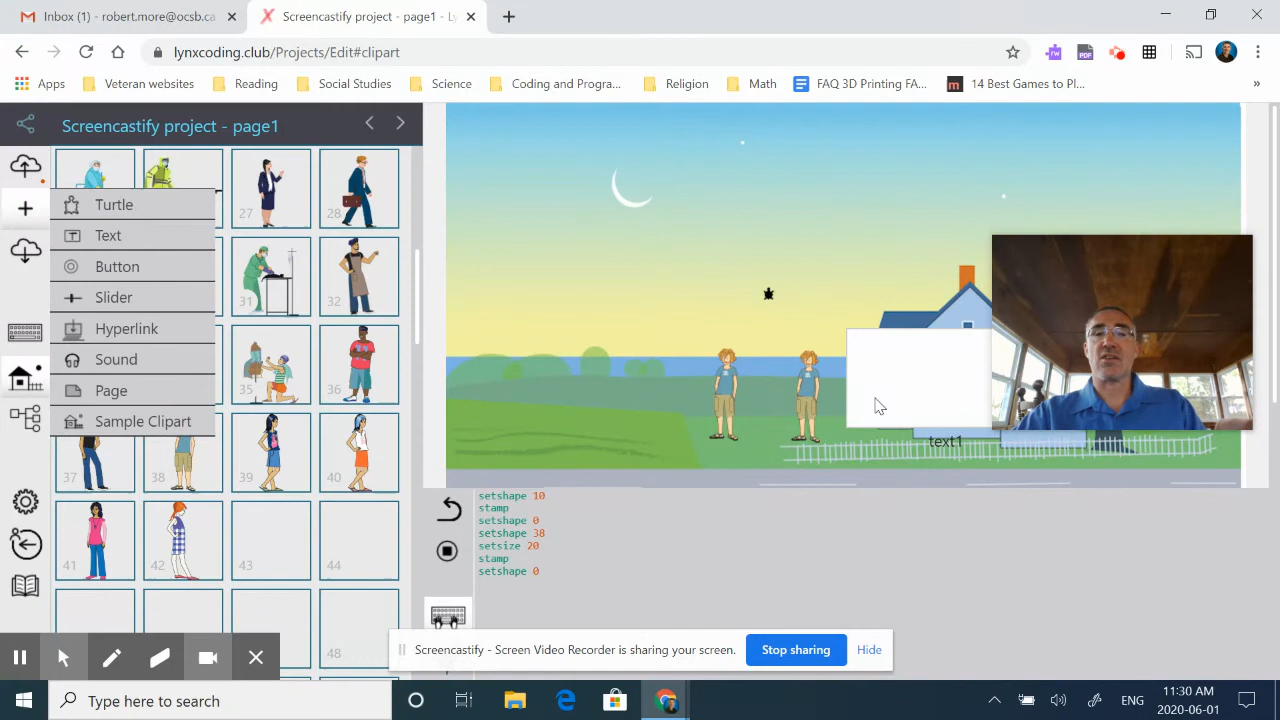 Inbox (1) - robert.more@ocsb.ca
Screencastify project - page1 - Ly
lynxcoding.club/Projects/Edit#clipart
Apps
Veteran websites
Reading
Social Studies
Science
Coding and Progra...
Religion
Math
FAQ 3D Printing FA...
14 Best Games to Pl...
»
Screencastify project - page1
27
28
Turtle
Text
Button
Slider
Hyperlink
Sound
Page
Sample Clipart
31
32
35
36
37
38
39
40
41
42
43
44
48
text1
setshape 10
stamp
setshape 0
setshape 38
setsize 20
stamp
setshape 0
Screencastify - Screen Video Recorder is sharing your screen.
Stop sharing
Hide
Type here to search
ENG
11:30 AM
2020-06-01